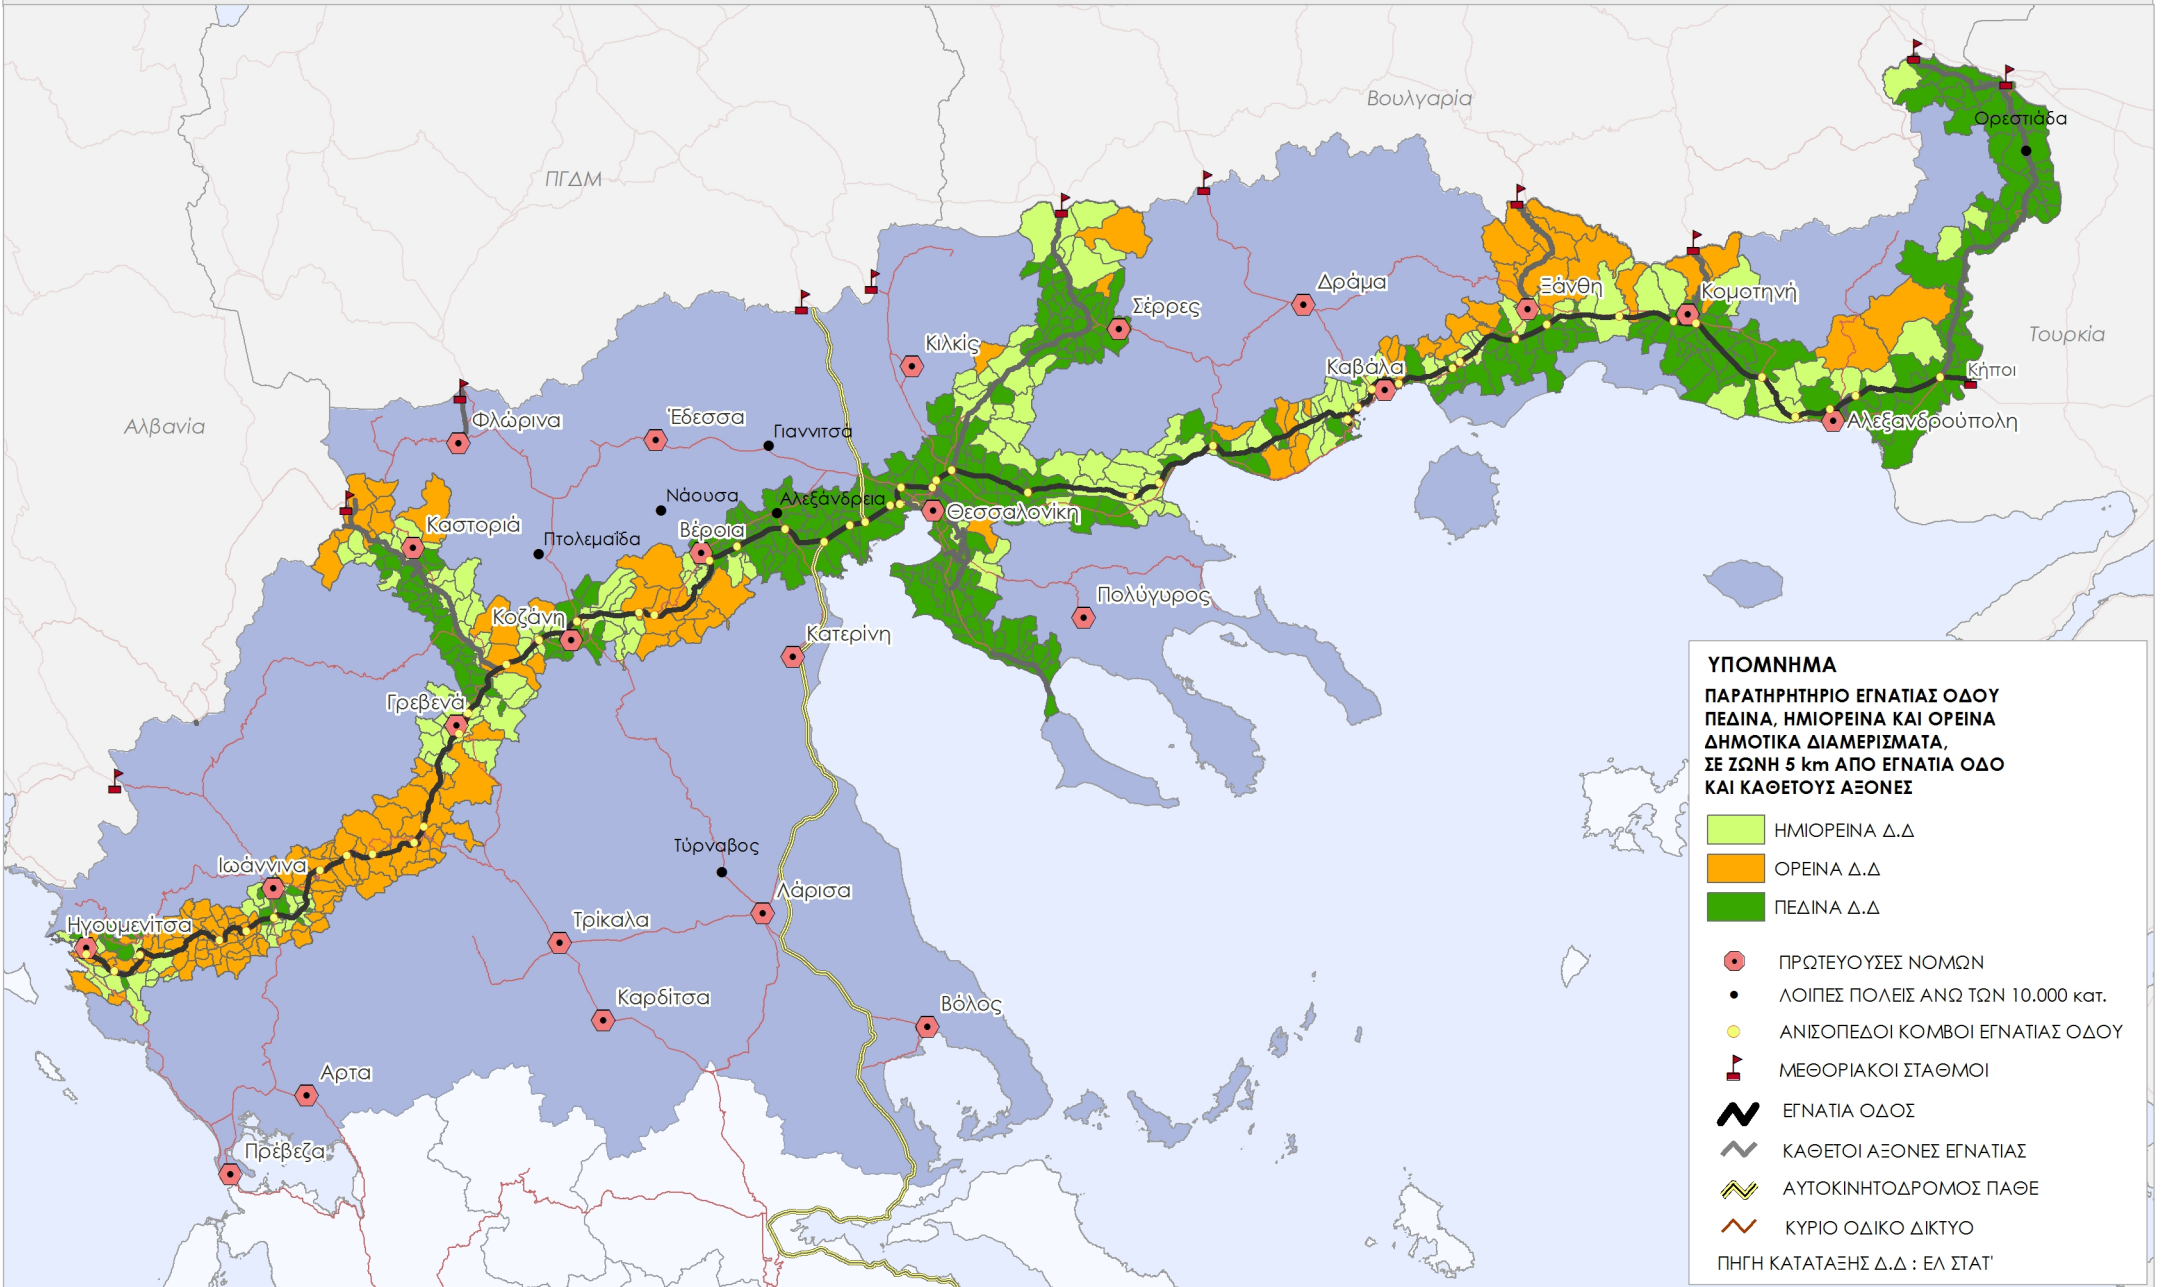 Βουλγαρία
Ορεστιάδα
ΠΓΔΜ
Δράμα
Ξάνθη
Κομοτηνή
Σέρρες
Τουρκία
Κιλκίς
Καβάλα
Κήποι
Αλβανία
Φλώρινα
Έδεσσα
Γιαννιτσά
Αλεξανδρούπολη
Νάουσα
Αλεξάνδρεια
Καστοριά
Βέροια
Θεσσαλονίκη
Πτολεμαΐδα
Πολύγυρος
Κοζάνη
Κατερίνη
Γρεβενά
Τύρναβος
Ιωάννινα
Λάρισα
Ηγουμενίτσα
Τρίκαλα
Καρδίτσα
Βόλος
Αρτα
Πρέβεζα
ΥΠΟΜΝΗΜΑ
ΠΑΡΑΤΗΡΗΤΗΡΙΟ ΕΓΝΑΤΙΑΣ ΟΔΟΥ
ΠΕΔΙΝΑ, ΗΜΙΟΡΕΙΝΑ ΚΑΙ ΟΡΕΙΝΑ
ΔΗΜΟΤΙΚΑ ΔΙΑΜΕΡΙΣΜΑΤΑ,
ΣΕ ΖΩΝΗ 5 km ΑΠΟ ΕΓΝΑΤΙΑ ΟΔΟ
ΚΑΙ ΚΑΘΕΤΟΥΣ ΑΞΟΝΕΣ
ΗΜΙΟΡΕΙΝΑ Δ.Δ
ΟΡΕΙΝΑ Δ.Δ
ΠΕΔΙΝΑ Δ.Δ
ΠΡΩΤΕΥΟΥΣΕΣ ΝΟΜΩΝ
ΛΟΙΠΕΣ ΠΟΛΕΙΣ ΑΝΩ ΤΩΝ 10.000 κατ.
ΑΝΙΣΟΠΕΔΟΙ ΚΟΜΒΟΙ ΕΓΝΑΤΙΑΣ ΟΔΟΥ
ΜΕΘΟΡΙΑΚΟΙ ΣΤΑΘΜΟΙ
ΕΓΝΑΤΙΑ ΟΔΟΣ
ΚΑΘΕΤΟΙ ΑΞΟΝΕΣ ΕΓΝΑΤΙΑΣ
ΑΥΤΟΚΙΝΗΤΟΔΡΟΜΟΣ ΠΑΘΕ
ΚΥΡΙΟ ΟΔΙΚΟ ΔΙΚΤΥΟ
ΠΗΓΗ ΚΑΤΑΤΑΞΗΣ Δ.Δ : ΕΛ ΣΤΑΤ'